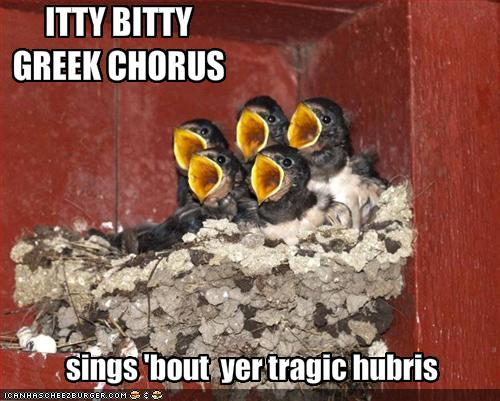 ITTY BITTY
GREEK CHORUS
sings 'bout yer tragic hubris
ICANHASCHEEZBURGER.COM